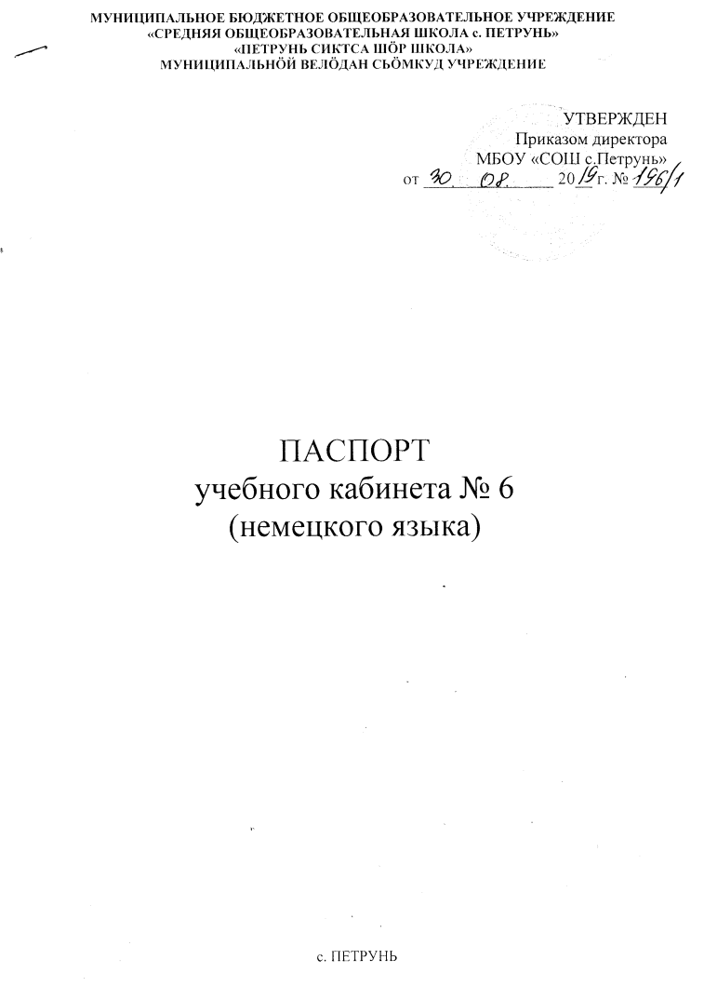 МУНИЦИПАЛЬНОЕ БЮДЖЕТНОЕ ОБЩЕОБРАЗОВАТЕЛЬНОЕ УЧРЕЖДЕНИЕ
«СРЕДНЯЯ ОБЩЕОБРАЗОВАТЕЛЬНАЯ ШКОЛА с. ПЕТРУНЬ»
«ПЕТРУНЬ СИКТСА ШÖР ШКОЛА»
МУНИЦИПАЛЬНÖЙ ВЕЛÖДАН СЬÖМКУД УЧРЕЖДЕНИЕ
УТВЕРЖДЕН
Приказом директора
МБОУ «СОШ с.Петрунь»
от 30. 08. 2019 г. № 196/1
ПАСПОРТ
учебного кабинета № 6
(немецкого языка)
с. ПЕТРУНЬ